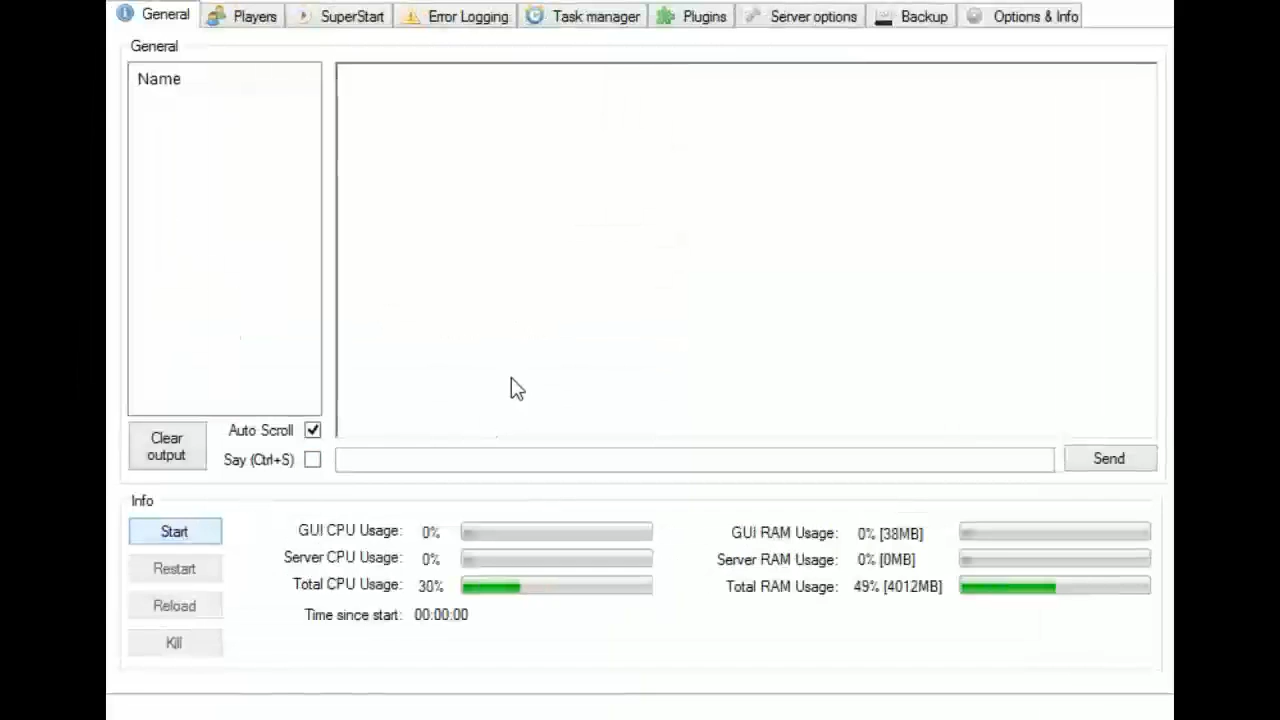 General Players SuperStart Error Logging Task manager Plugins Server options Backup Options & Info
General
Name
Auto Scroll
Clear output
Say (Ctrl+S)
Send
Info
Start
GUI CPU Usage: 0%
GUI RAM Usage: 0% [38MB]
Restart
Server CPU Usage: 0%
Server RAM Usage: 0% [0MB]
Total CPU Usage: 30%
Total RAM Usage: 49% [4012MB]
Reload
Time since start: 00:00:00
Kill